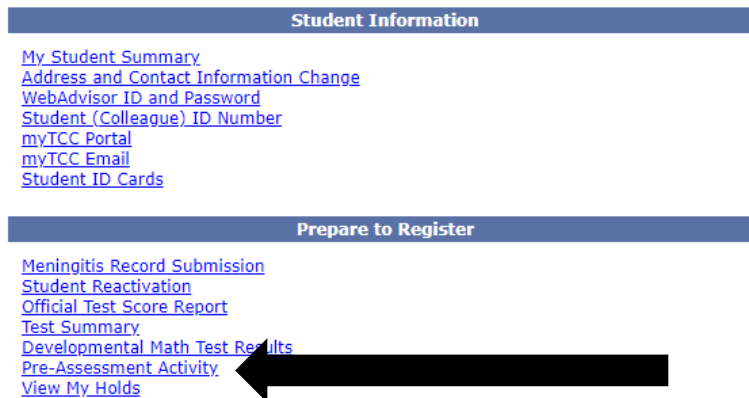 Student Information
My Student Summary
Address and Contact Information Change
WebAdvisor ID and Password
Student (Colleague) ID Number
myTCC Portal
myTCC Email
Student ID Cards
Prepare to Register
Meningitis Record Submission
Student Reactivation
Official Test Score Report
Test Summary
Developmental Math Test Results
Pre-Assessment Activity
View My Holds